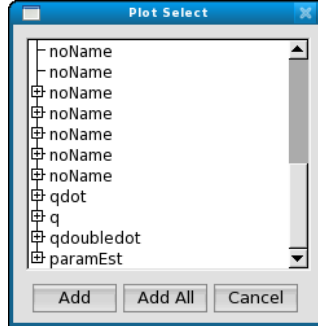 Plot Select
noName
noName
noName
noName
noName
noName
noName
qdot
q
qdoubledot
paramEst
Add
Add All
Cancel